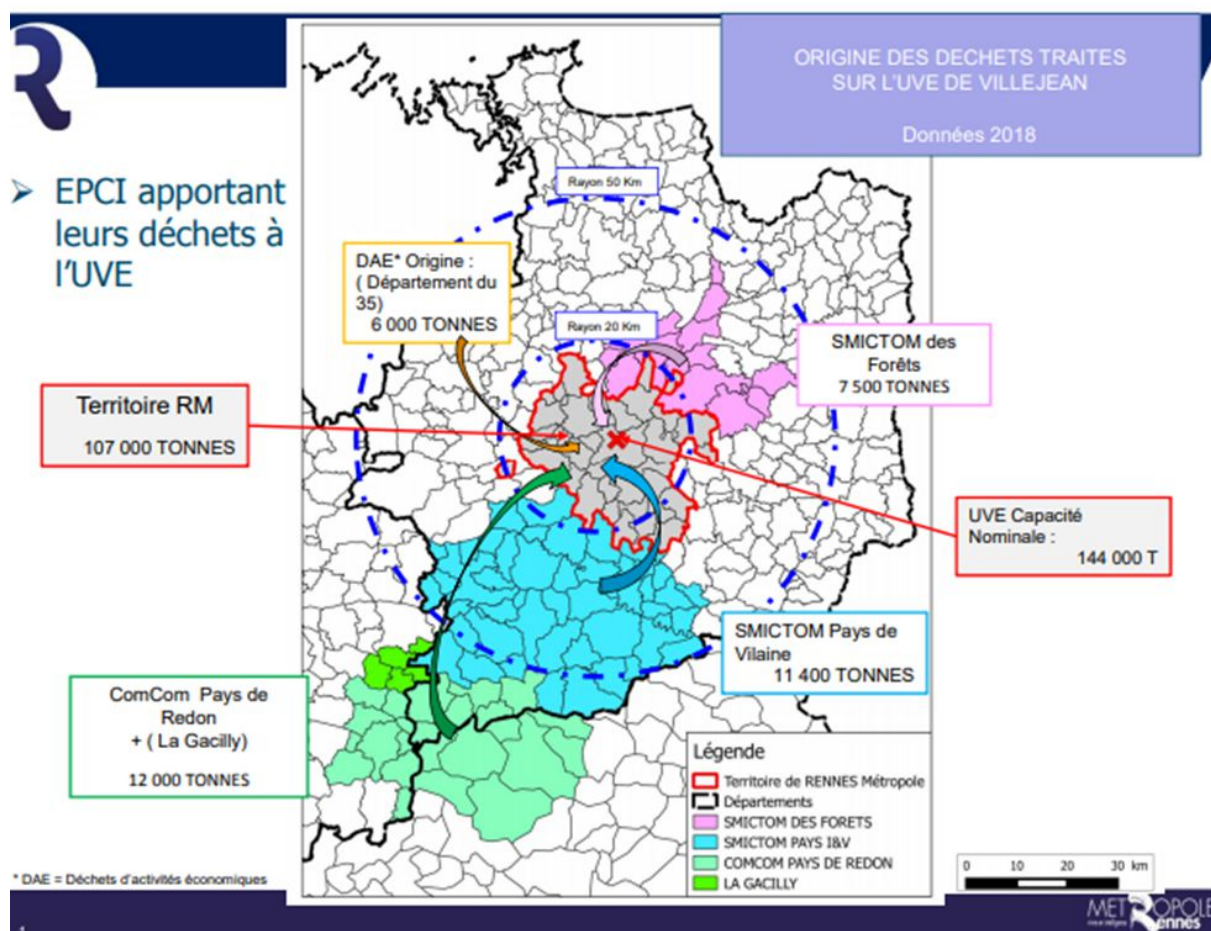 R
ORIGINE DES DECHETS TRAITES
SUR L'UVE DE VILLEJEAN
Données 2018
➢ EPCI apportant
leurs déchets à
l'UVE
Rayon 50 Km
DAE* Origine :
( Département du
35)
6 000 TONNES
Rayon 20 Km
SMICTOM des
Forêts
7 500 TONNES
Territoire RM
107 000 TONNES
UVE Capacité
Nominale :
144 000 T
SMICTOM Pays de
Vilaine
11 400 TONNES
ComCom Pays de
Redon
+ ( La Gacilly)
12 000 TONNES
Légende
Territoire de RENNES Métropole
Départements
SMICTOM DES FORETS
SMICTOM PAYS I&V
COMCOM PAYS DE REDON
LA GACILLY
0 10 20 30 km
* DAE = Déchets d'activités économiques
METROPOLE
Rennes